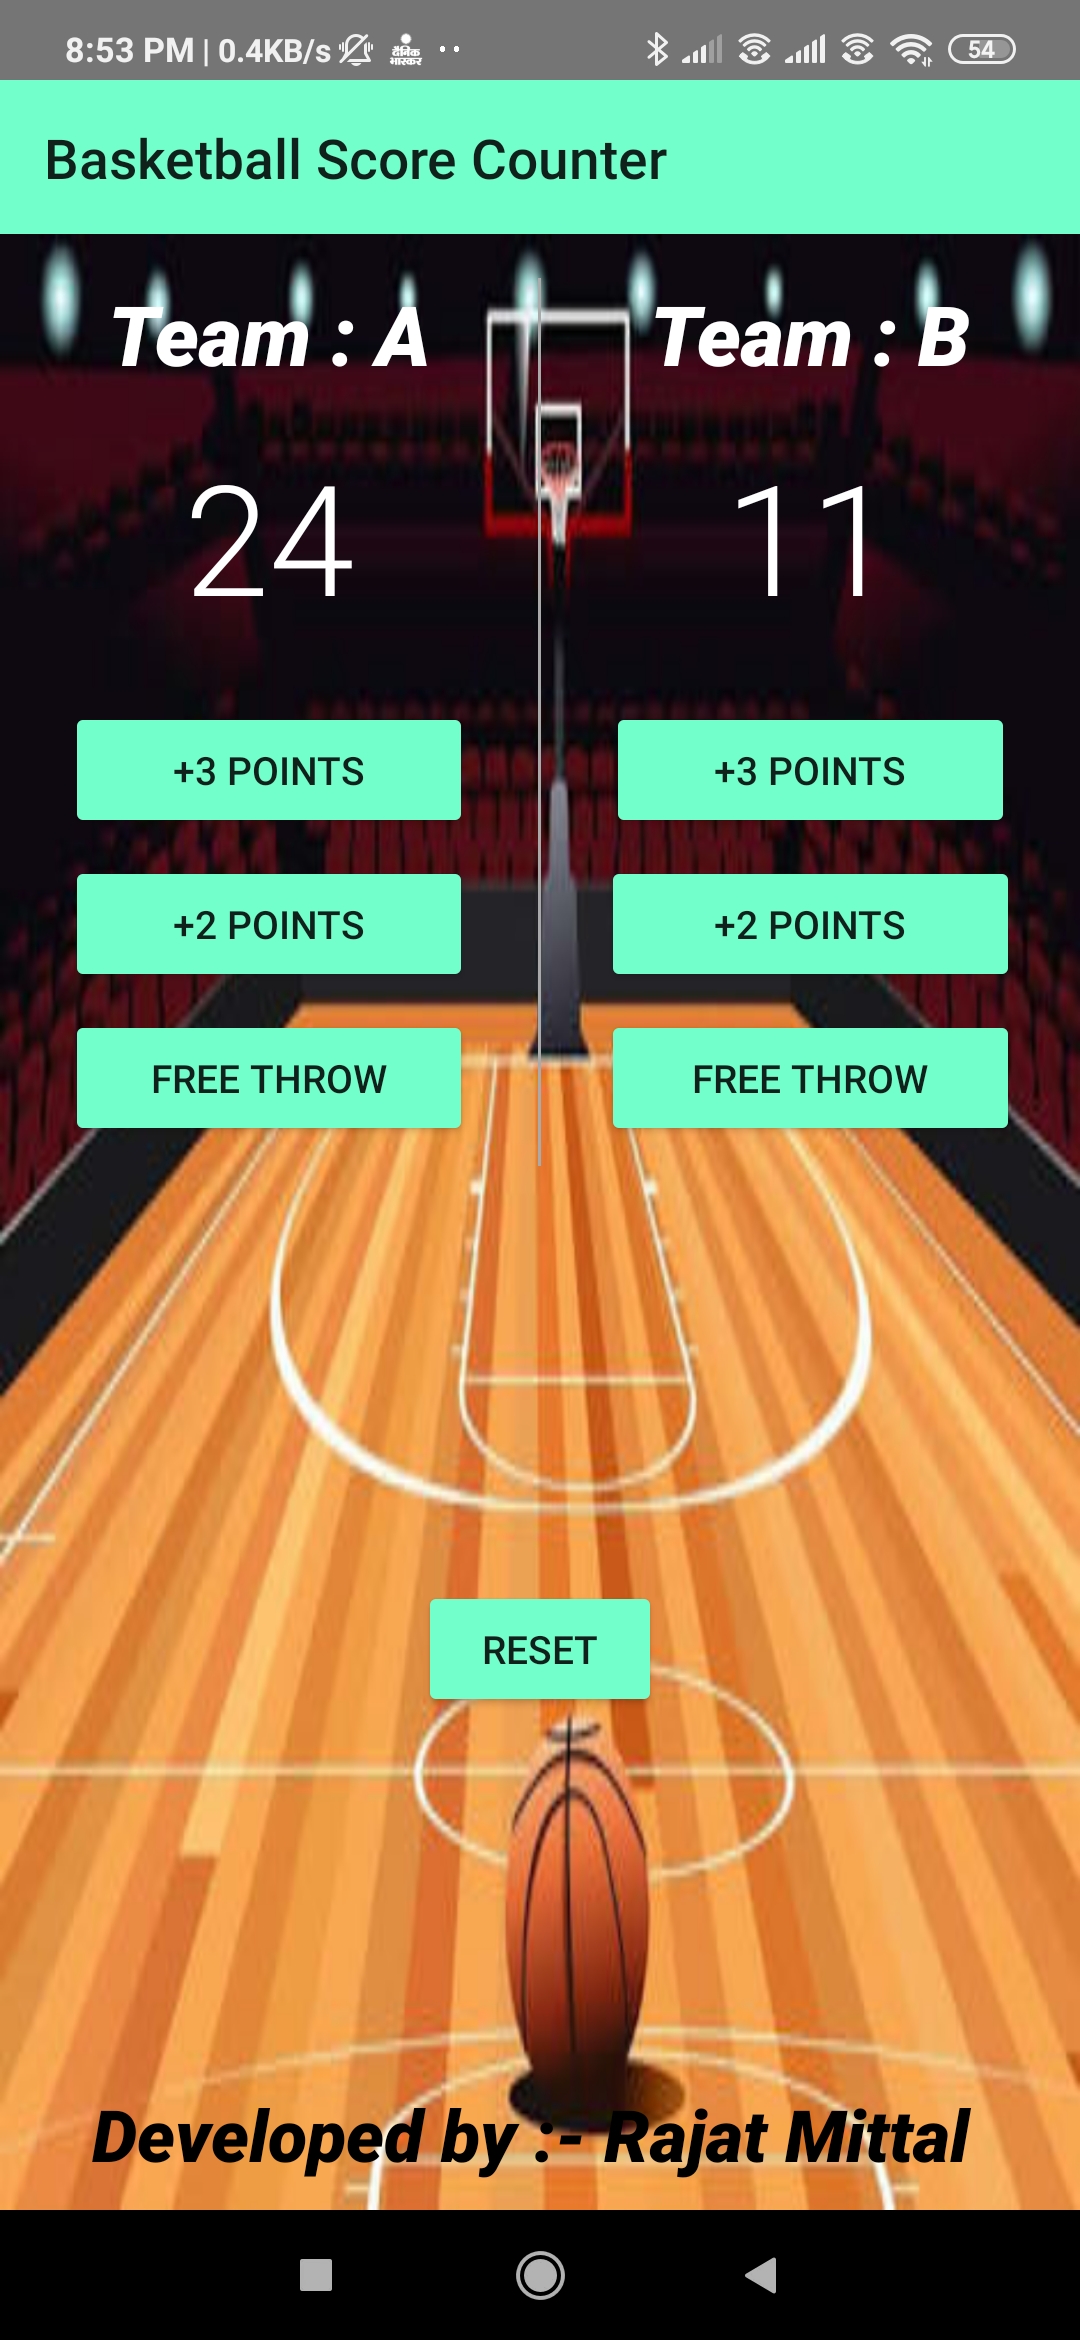 8:53 PM | 0.4KB/s दैनिक भास्कर 54
Basketball Score Counter
Team : A
Team : B
24
11
+3 POINTS
+3 POINTS
+2 POINTS
+2 POINTS
FREE THROW
FREE THROW
RESET
Developed by :- Rajat Mittal